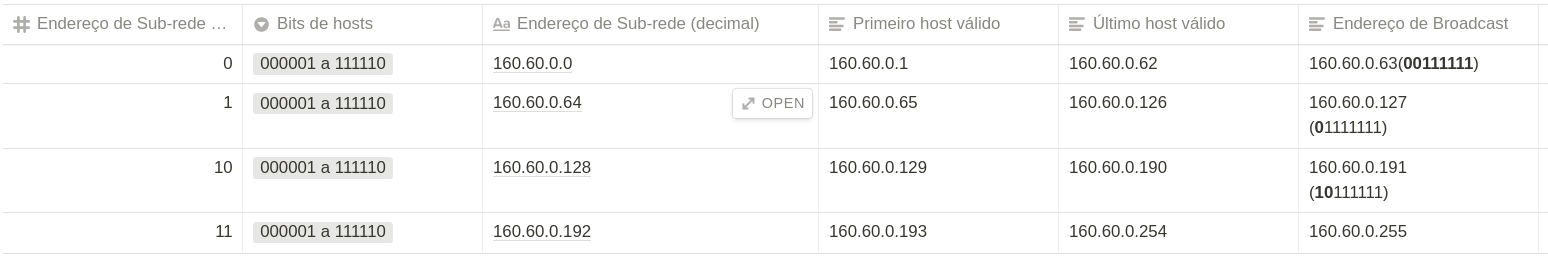 Endereço de Sub-rede … Bits de hosts Endereço de Sub-rede (decimal) Primeiro host válido Último host válido Endereço de Broadcast
0 000001 a 111110 160.60.0.0 160.60.0.1 160.60.0.62 160.60.0.63(00111111)
1 000001 a 111110 160.60.0.64 OPEN 160.60.0.65 160.60.0.126 160.60.0.127
(01111111)
10 000001 a 111110 160.60.0.128 160.60.0.129 160.60.0.190 160.60.0.191
(10111111)
11 000001 a 111110 160.60.0.192 160.60.0.193 160.60.0.254 160.60.0.255